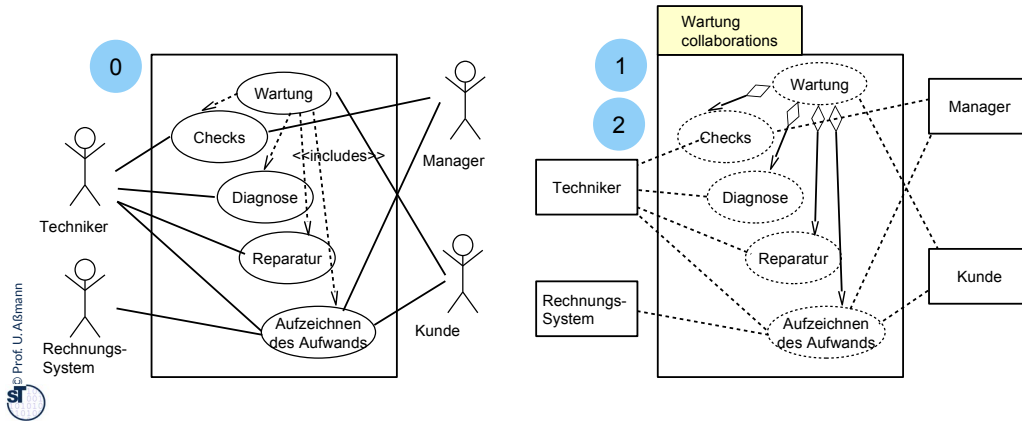 0
Wartung
Checks
<<includes>>
Diagnose
Reparatur
Aufzeichnen
des Aufwands
Techniker
Rechnungs-
System
Manager
Kunde
© Prof. U. Aßmann
ST
Wartung
collaborations
1
2
Wartung
Checks
Diagnose
Reparatur
Aufzeichnen
des Aufwands
Techniker
Rechnungs-
System
Manager
Kunde